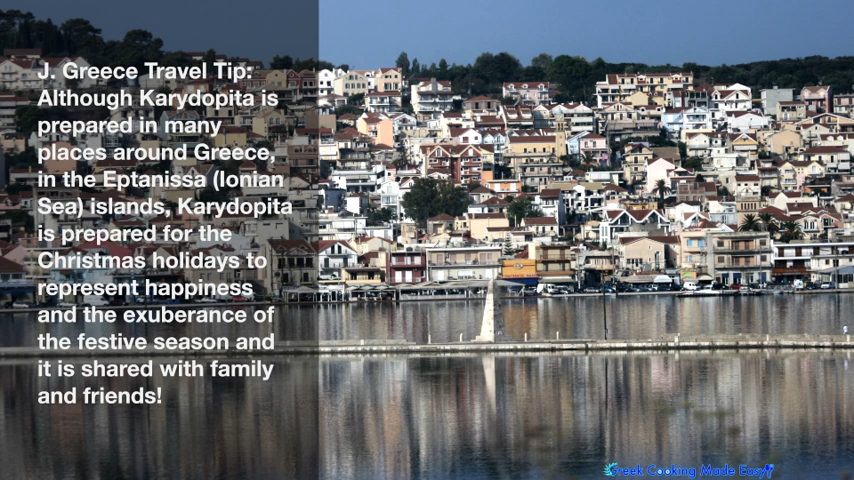 J. Greece Travel Tip:
Although Karydopita is
prepared in many
places around Greece,
in the Eptanissa (Ionian
Sea) islands, Karydopita
is prepared for the
Christmas holidays to
represent happiness
and the exuberance of
the festive season and
it is shared with family
and friends!
Greek Cooking Made Easy